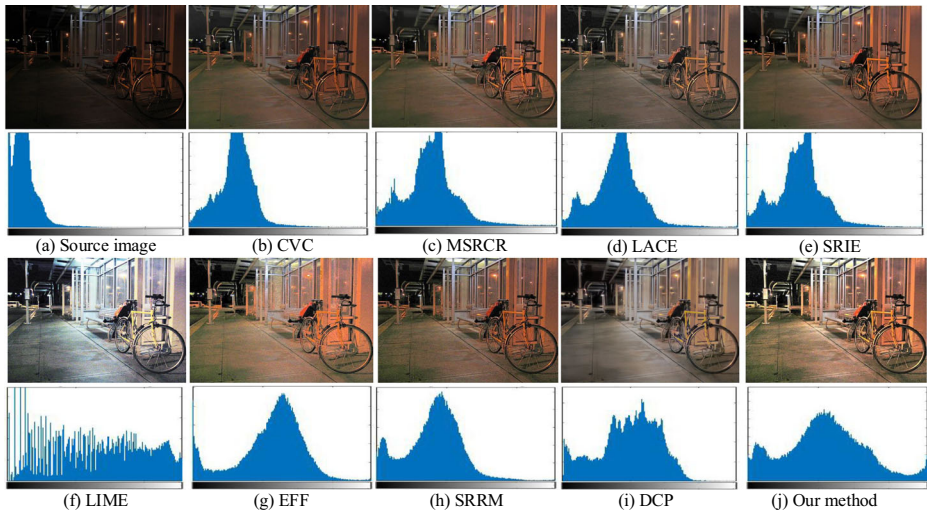 (a) Source image
(b) CVC
(c) MSRCR
(d) LACE
(e) SRIE
(f) LIME
(g) EFF
(h) SRRM
(i) DCP
(j) Our method